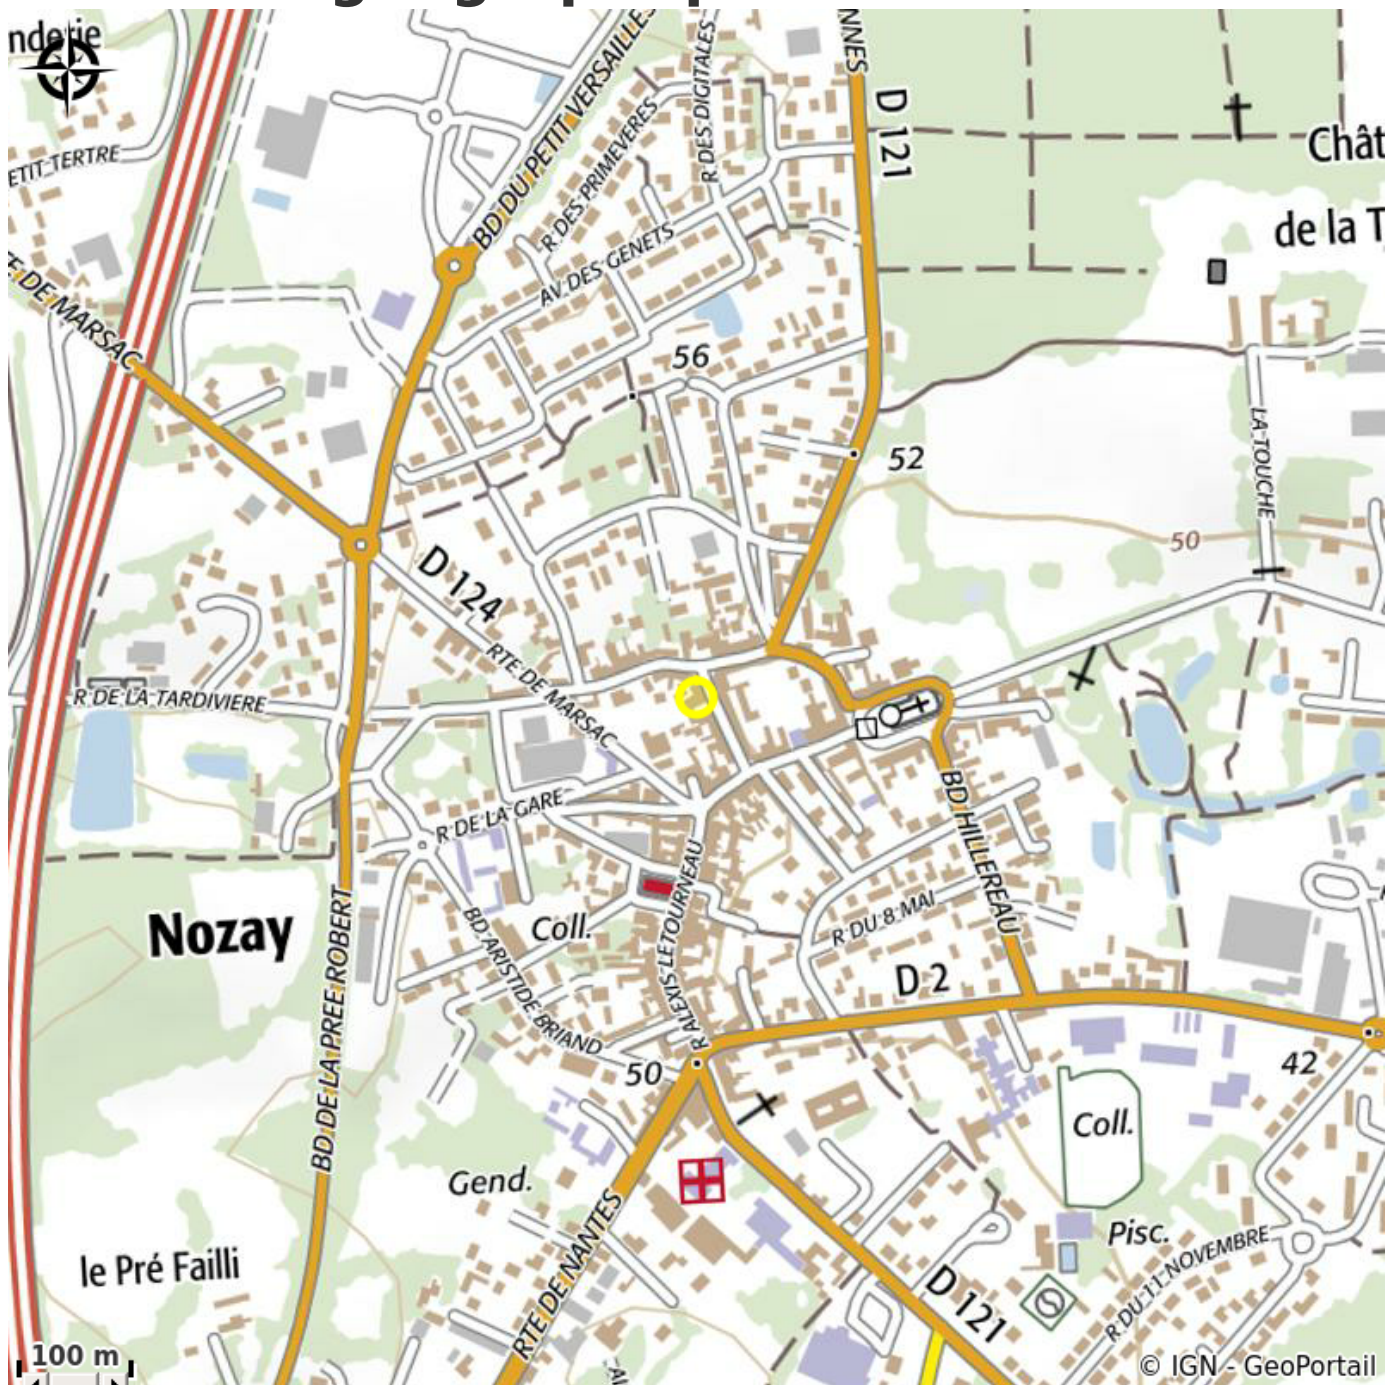 nderie
NNES
R DES DIGITALES
BD DU PETIT VERSAILLES
D 121
R DES PRIMEVERES
Chât
ETIT TERTRE
de la T
AV DES GENETS
E DE MARSAC
56
LA TOUCHE
52
50
D 124
RTE DE MARSAC
R DE LA TARDIVIERE
R DE LA GARE
BD HILLEREAU
R ALEXIS LETOURNEAU
Nozay
Coll.
BD ARISTIDE BRIAND
R DU 8 MAI
D 2
BD DE LA PREE ROBERT
50
42
Coll.
Gend.
Pisc.
le Pré Failli
RTE DE NANTES
R DU 11 NOVEMBRE
D 121
100 m
© IGN - GeoPortail